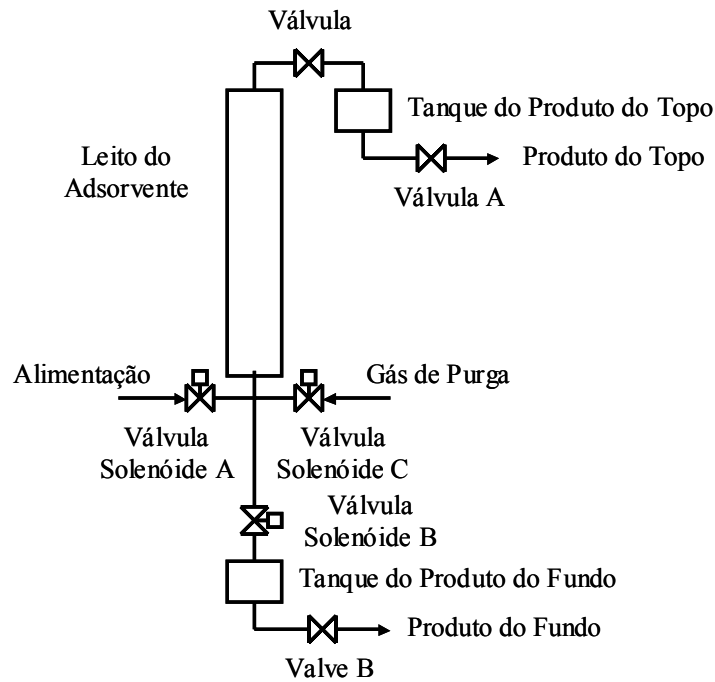 Válvula
Tanque do Produto do Topo
Leito do
Adsorvente
Produto do Topo
Válvula A
Alimentação
Gás de Purga
Válvula
Solenóide A
Válvula
Solenóide C
Válvula
Solenóide B
Tanque do Produto do Fundo
Produto do Fundo
Valve B